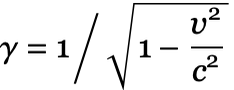 γ = 1 / √(1 − v²/c²)